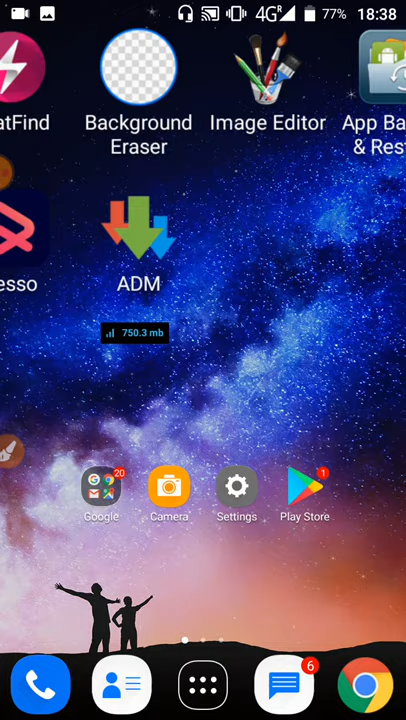 4G
77%
18:38
atFind
Background
Eraser
Image Editor
App Ba
& Rest
esso
ADM
750.3 mb
20
1
Google
Camera
Settings
Play Store
6